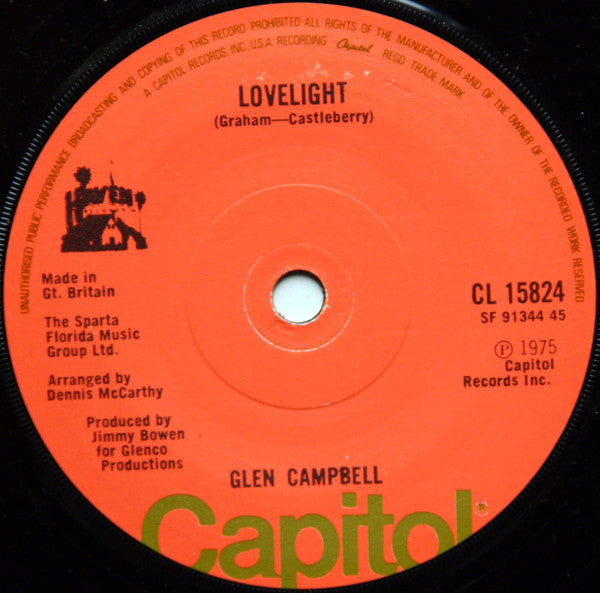 UNAUTHORISED PUBLIC PERFORMANCE BROADCASTING AND COPYING OF THIS RECORD PROHIBITED ALL RIGHTS OF THE MANUFACTURER AND OF THE OWNER OF THE RECORDED WORK RESERVED
A CAPITOL RECORDS INC. U.S.A. RECORDING Capitol REGD. TRADE MARK
LOVELIGHT
(Graham—Castleberry)
Made in
Gt. Britain
The Sparta
Florida Music
Group Ltd.
Arranged by
Dennis McCarthy
Produced by
Jimmy Bowen
for Glenco
Productions
CL 15824
SF 91344 45
Ⓟ 1975
Capitol
Records Inc.
GLEN CAMPBELL
Capitol®